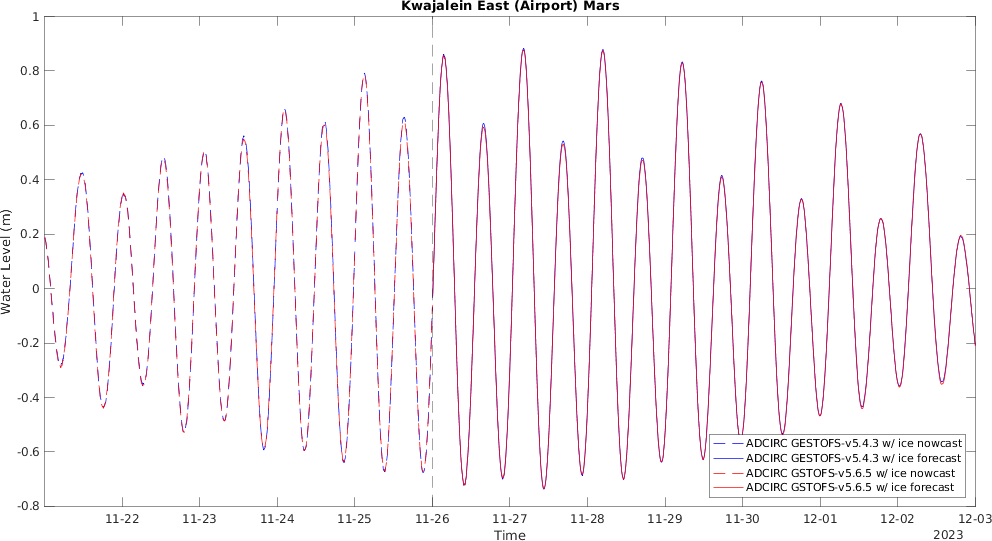 Kwajalein East (Airport) Mars
1
0.8
0.6
0.4
0.2
0
-0.2
-0.4
-0.6
-0.8
Water Level (m)
ADCIRC GESTOFS-v5.4.3 w/ ice nowcast
ADCIRC GESTOFS-v5.4.3 w/ ice forecast
ADCIRC GSTOFS-v5.6.5 w/ ice nowcast
ADCIRC GSTOFS-v5.6.5 w/ ice forecast
11-22 11-23 11-24 11-25 11-26 11-27 11-28 11-29 11-30 12-01 12-02 12-03
Time
2023